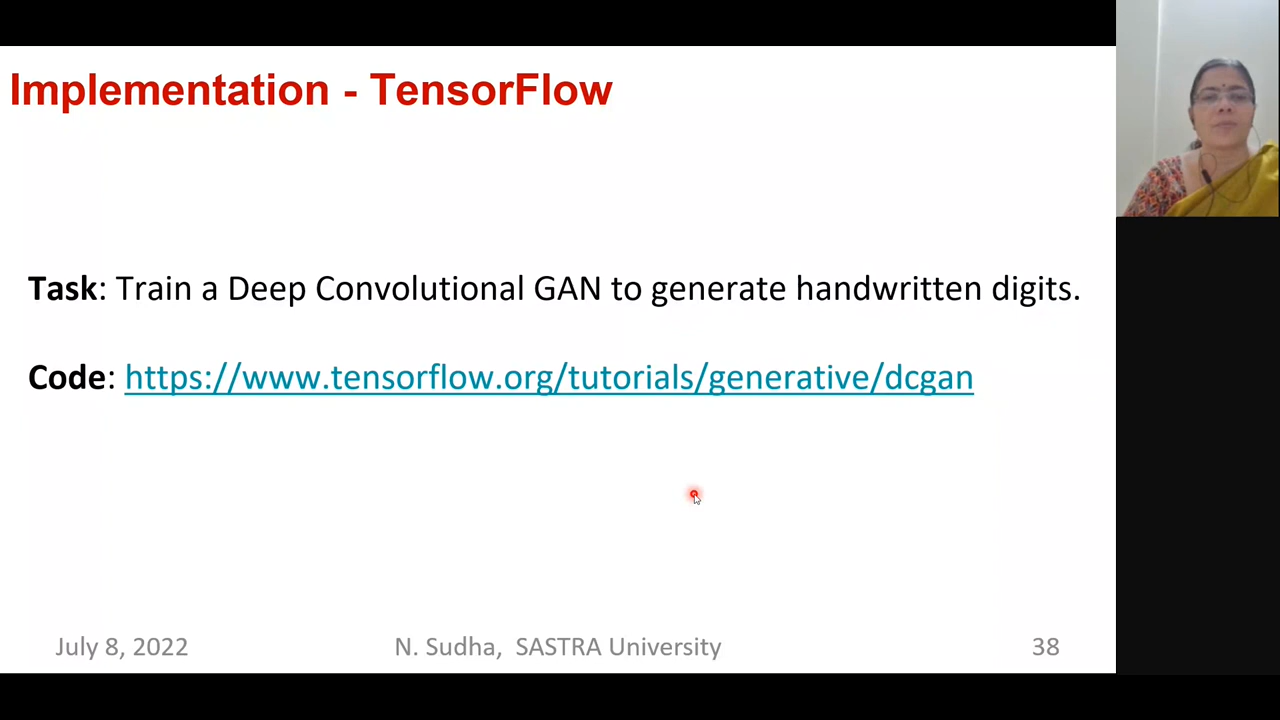 Implementation - TensorFlow
Task: Train a Deep Convolutional GAN to generate handwritten digits.
Code: https://www.tensorflow.org/tutorials/generative/dcgan
July 8, 2022 N. Sudha, SASTRA University 38